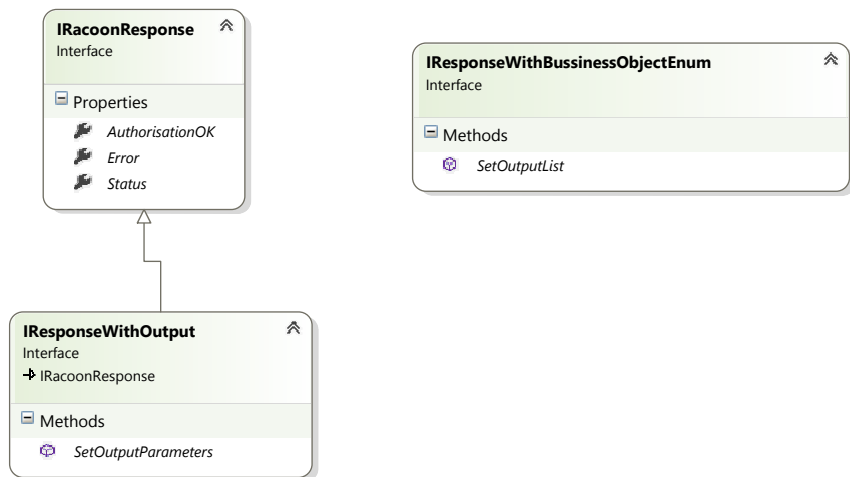 IRacoonResponse
Interface
Properties
AuthorisationOK
Error
Status
IResponseWithBussinessObjectEnum
Interface
Methods
SetOutputList
IResponseWithOutput
Interface
IRacoonResponse
Methods
SetOutputParameters